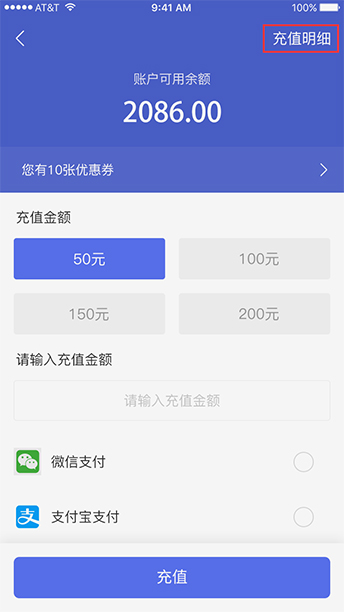 AT&T 9:41 AM 100%
充值明细
账户可用余额
2086.00
您有10张优惠券
充值金额
50元 100元
150元 200元
请输入充值金额
请输入充值金额
微信支付
支 支付宝支付
充值